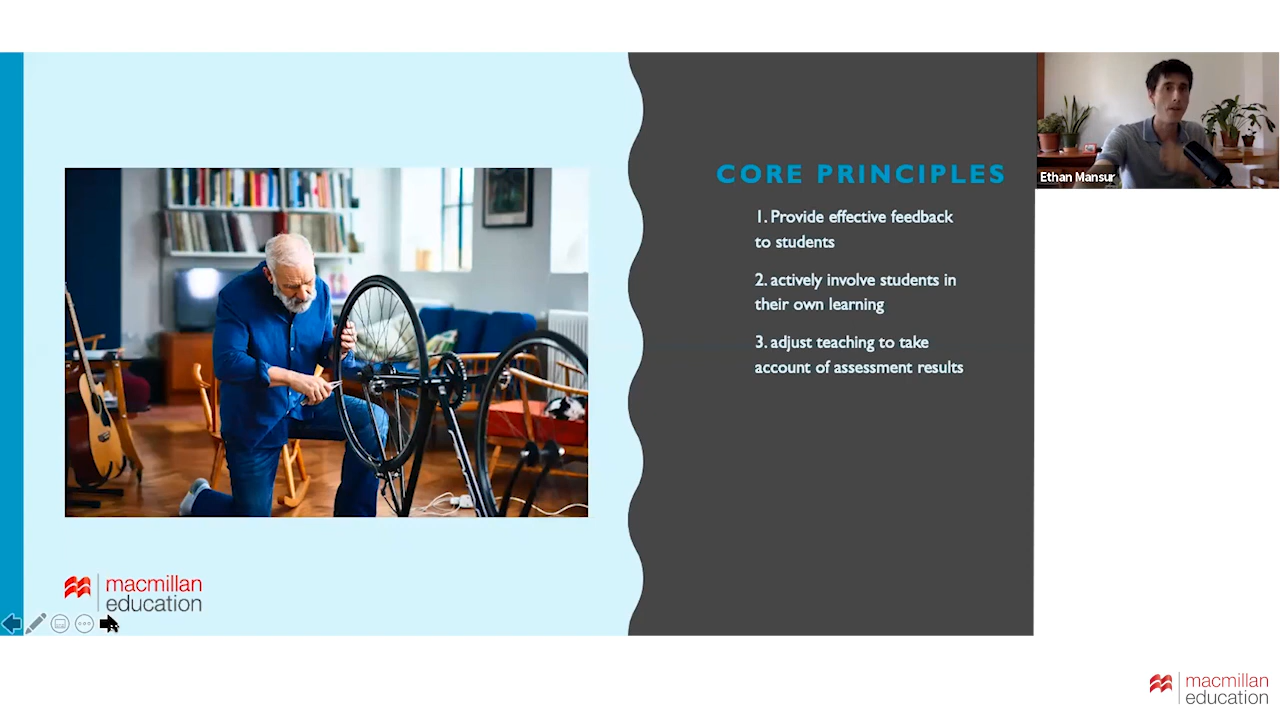 CORE PRINCIPLES
1. Provide effective feedback
to students
2. actively involve students in
their own learning
3. adjust teaching to take
account of assessment results
Ethan Mansur
macmillan
education
macmillan
education